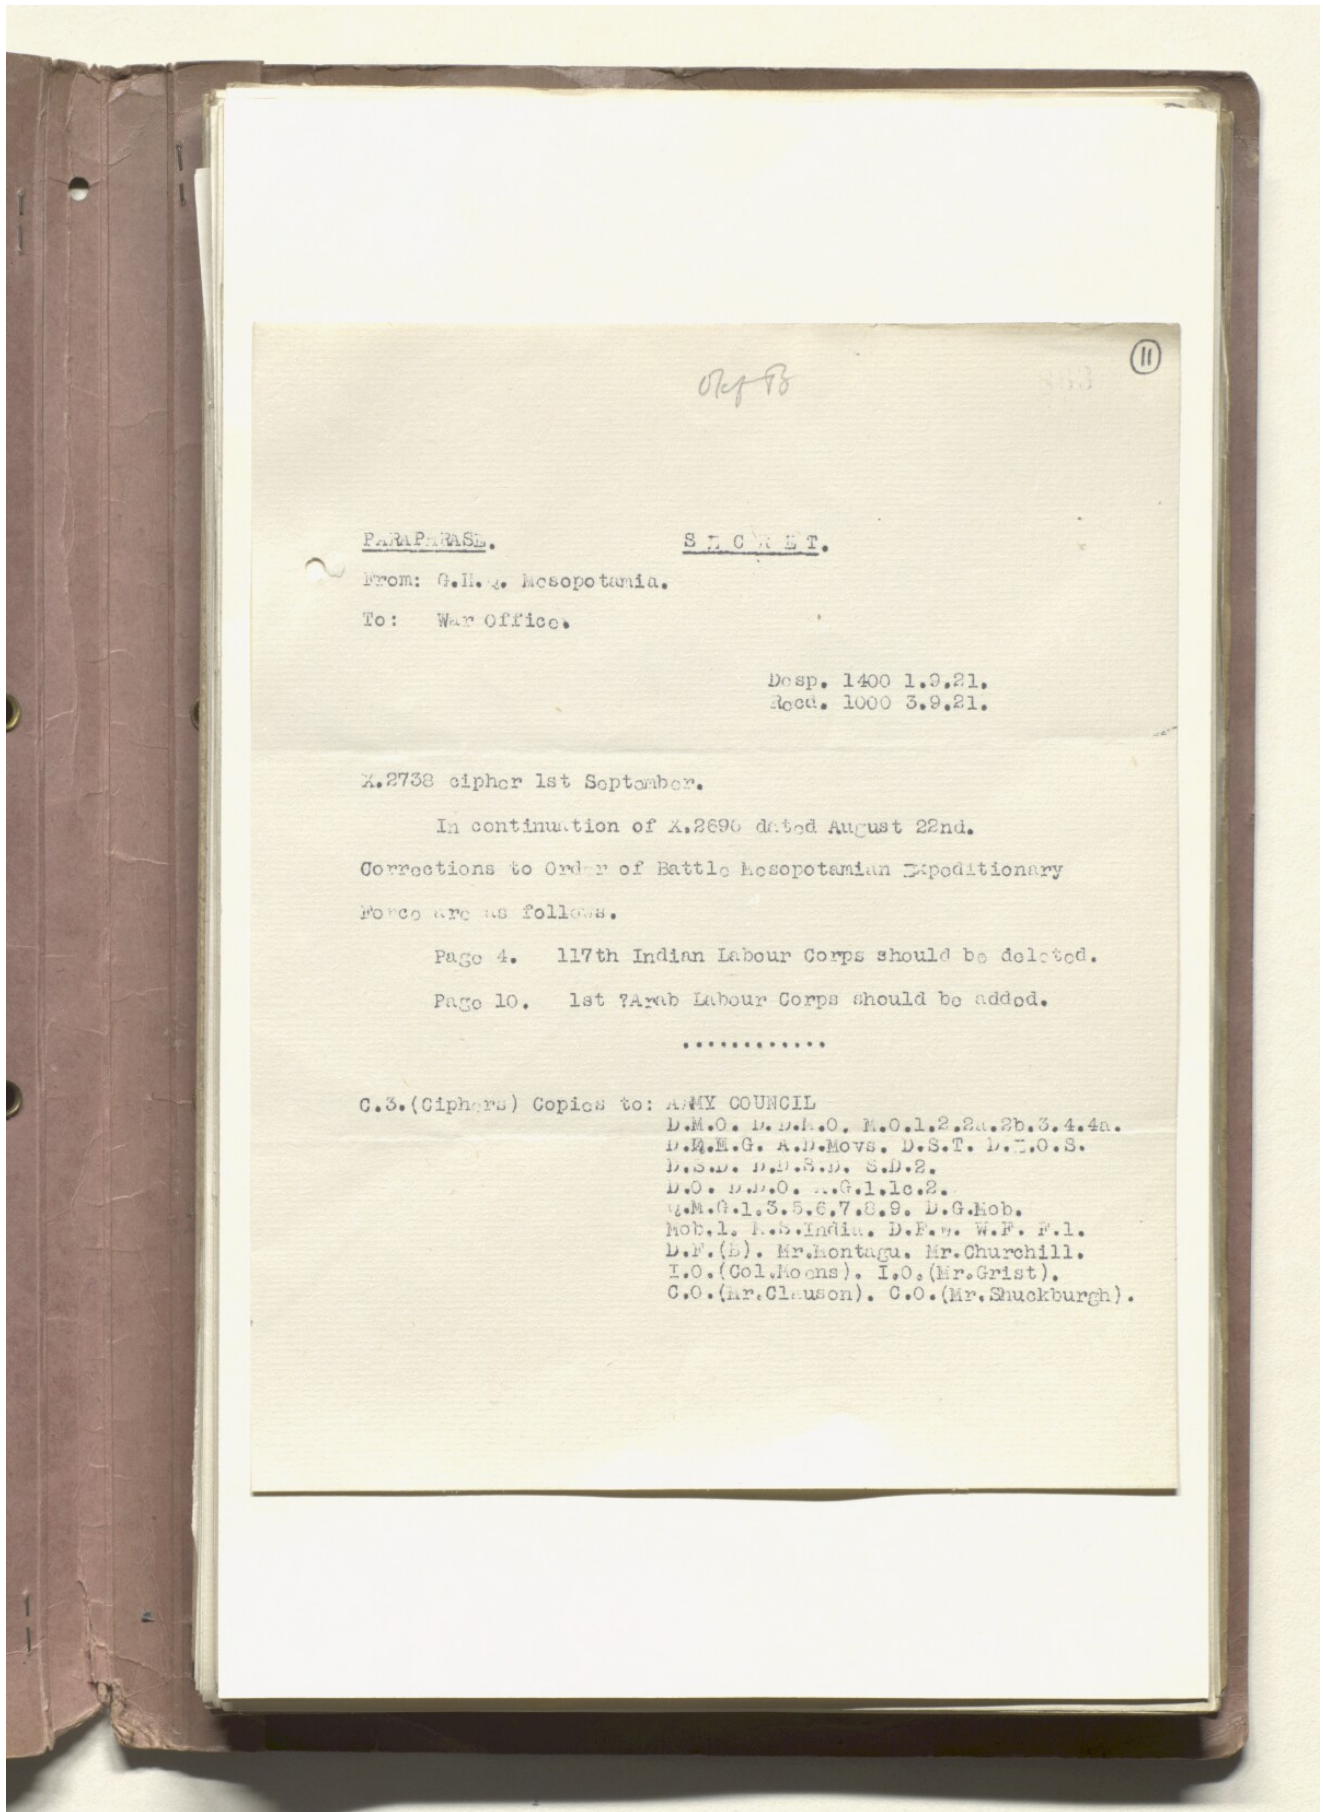 11
PARAPHRASE. SECRET.
From: G.H.Q. Mesopotamia.
To: War Office.
Desp. 1400 1.9.21.
Recd. 1000 3.9.21.
X.2738 cipher 1st September.
In continuation of X.2696 dated August 22nd.
Corrections to Order of Battle Mesopotamian Expeditionary
Force are as follows.
Page 4. 117th Indian Labour Corps should be deleted.
Page 10. 1st ?Arab Labour Corps should be added.
............
C.3.(Ciphers) Copies to: ARMY COUNCIL
D.M.O. D.D.M.O. M.O.1.2.2a.2b.3.4.4a.
D.Q.M.G. A.D.Movs. D.S.T. D.E.O.S.
D.S.D. D.D.S.D. S.D.2.
D.O. D.D.O. A.G.1.1c.2.
Q.M.G.1.3.5.6.7.8.9. D.G.Mob.
Mob.1. M.S.India. D.F. W.F. F.1.
D.F.(B). Mr.Montagu. Mr.Churchill.
I.O.(Col.Moens). I.O.(Mr.Grist).
C.O.(Mr.Clauson). C.O.(Mr.Shuckburgh).